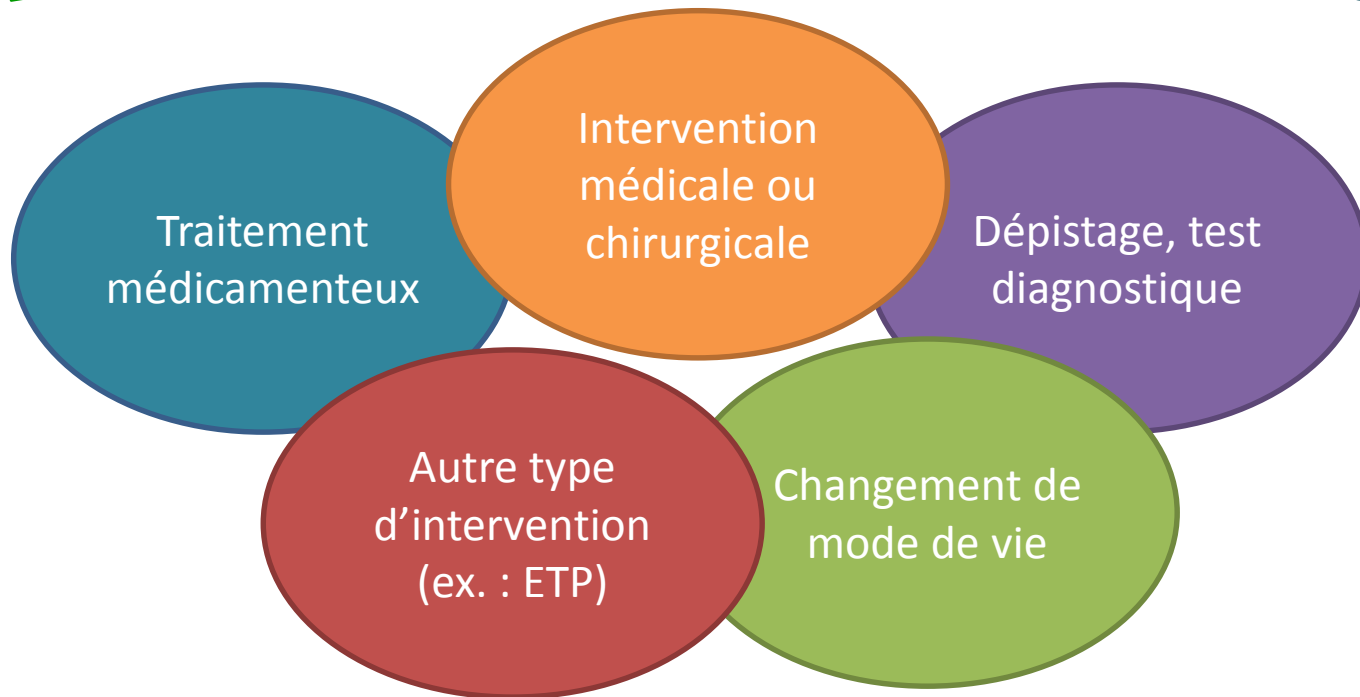 Traitement
médicamenteux
Intervention
médicale ou
chirurgicale
Dépistage, test
diagnostique
Autre type
d’intervention
(ex. : ETP)
Changement de
mode de vie